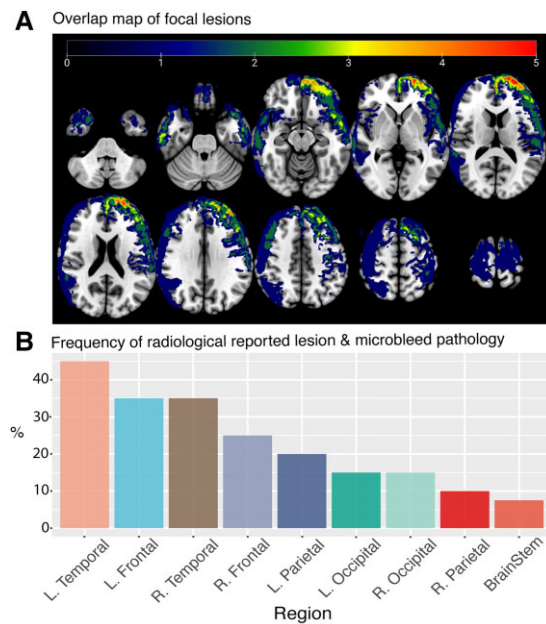 A Overlap map of focal lesions
0 1 2 3 4 5
B Frequency of radiological reported lesion & microbleed pathology
%
40
30
20
10
0
L. Temporal
L. Frontal
R. Temporal
R. Frontal
L. Parietal
L. Occipital
R. Occipital
R. Parietal
BrainStem
Region